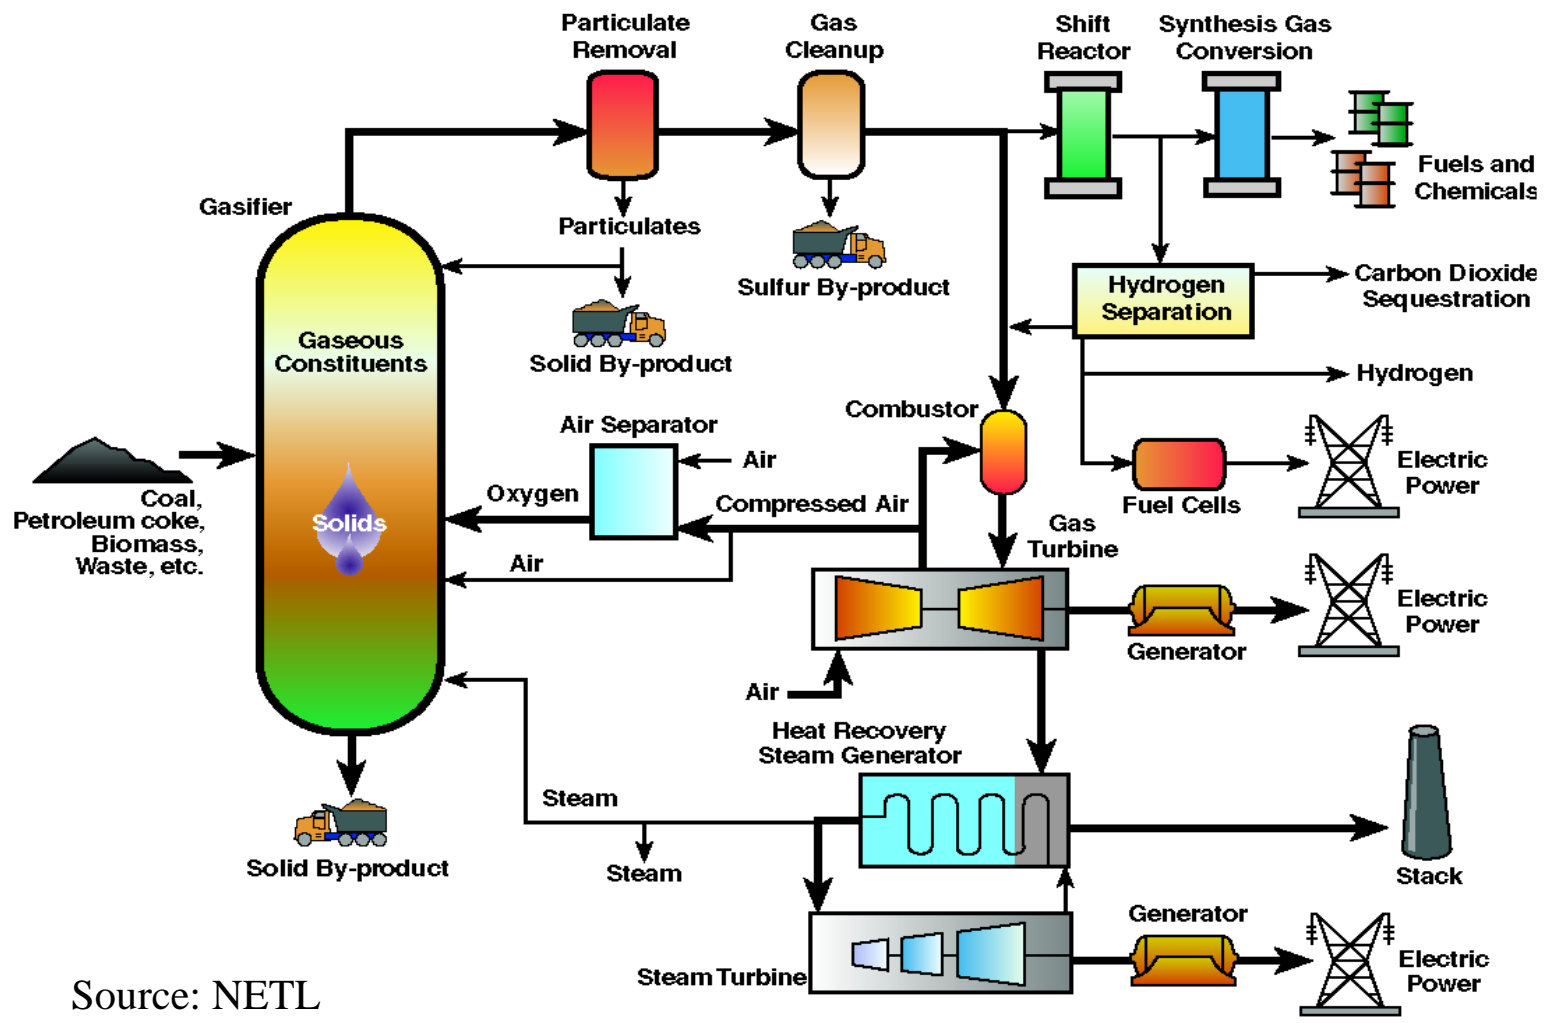 Particulate
Removal
Gas
Cleanup
Shift
Reactor
Synthesis Gas
Conversion
Fuels and
Chemicals
Gasifier
Particulates
Sulfur By-product
Solid By-product
Hydrogen
Separation
Carbon Dioxide
Sequestration
Hydrogen
Gaseous
Constituents
Combustor
Air Separator
Air
Oxygen
Compressed Air
Fuel Cells
Electric
Power
Coal,
Petroleum coke,
Biomass,
Waste, etc.
Solids
Air
Gas
Turbine
Generator
Electric
Power
Air
Heat Recovery
Steam Generator
Steam
Steam
Solid By-product
Stack
Steam Turbine
Generator
Electric
Power
Source: NETL